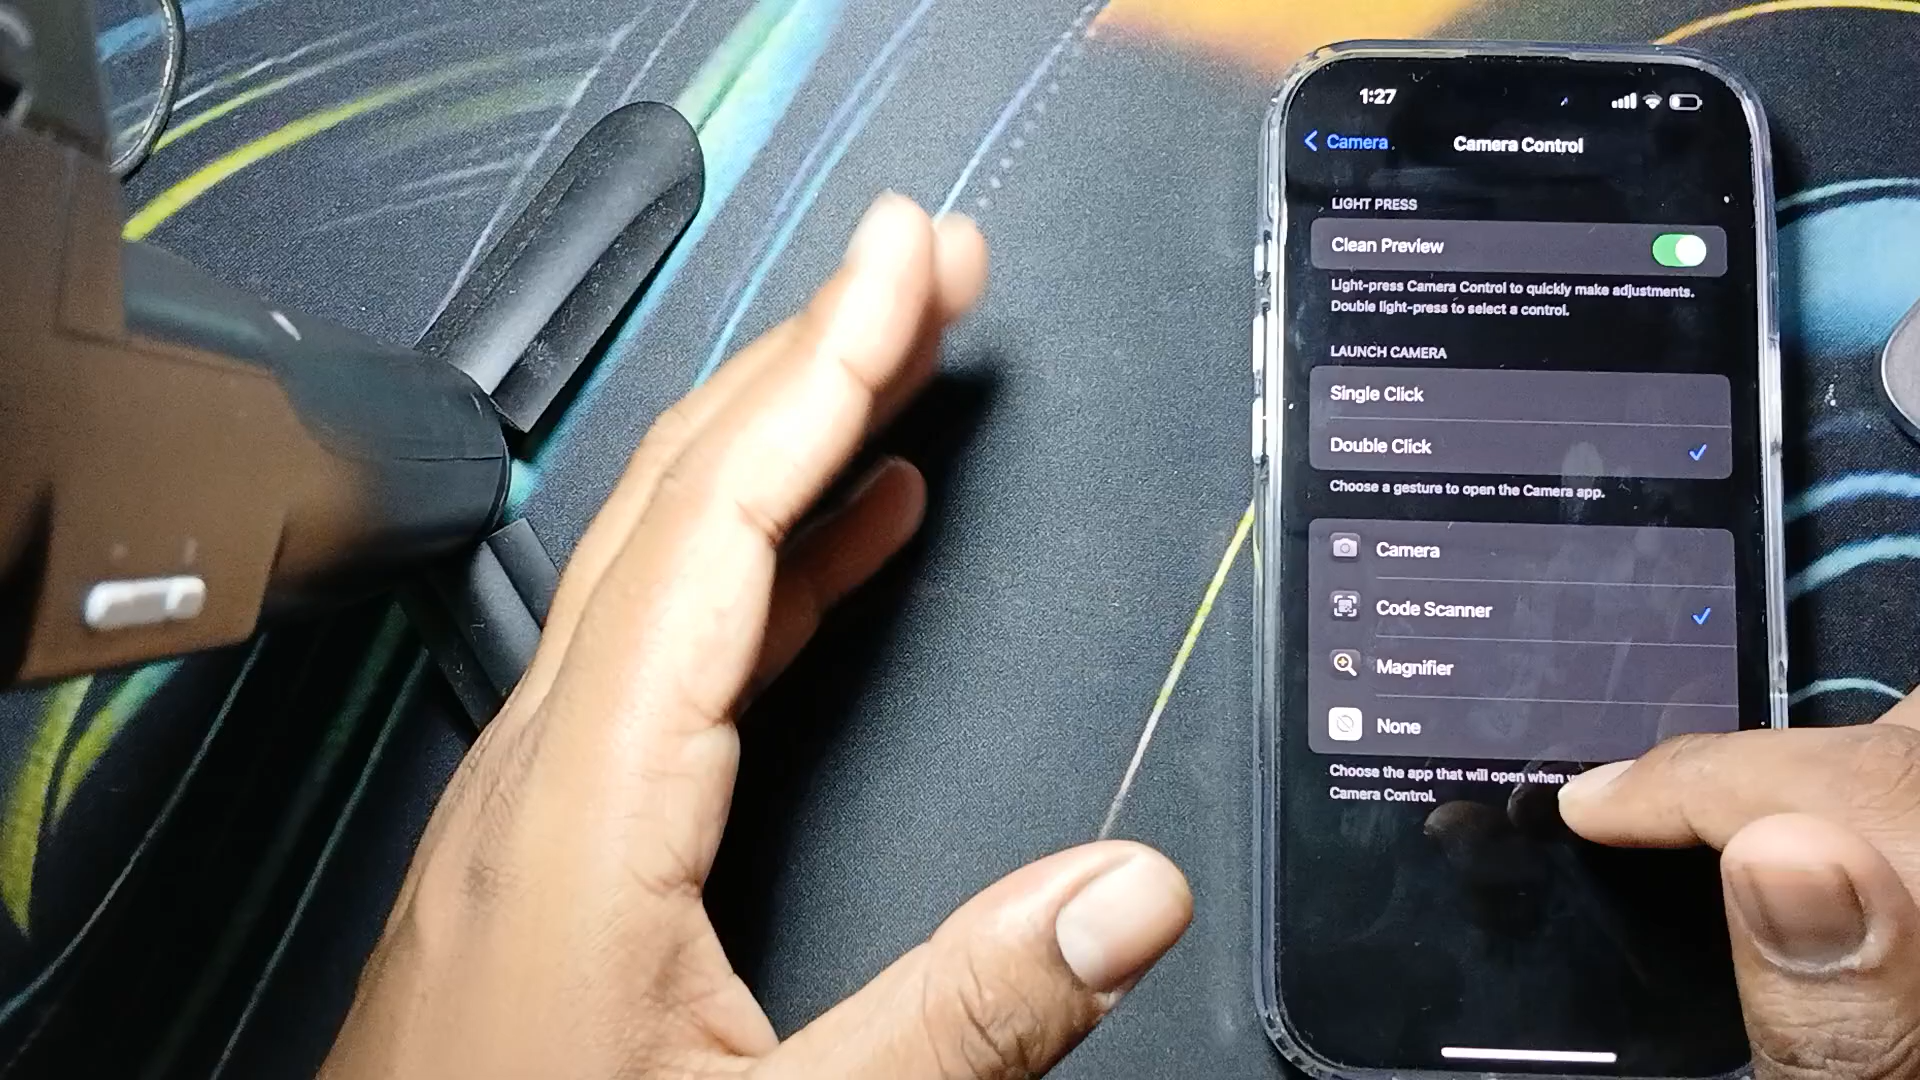 1:27
Camera
Camera Control
LIGHT PRESS
Clean Preview
Light-press Camera Control to quickly make adjustments.
Double light-press to select a control.
LAUNCH CAMERA
Single Click
Double Click
Choose a gesture to open the Camera app.
Camera
Code Scanner
Magnifier
None
Choose the app that will open when
Camera Control.